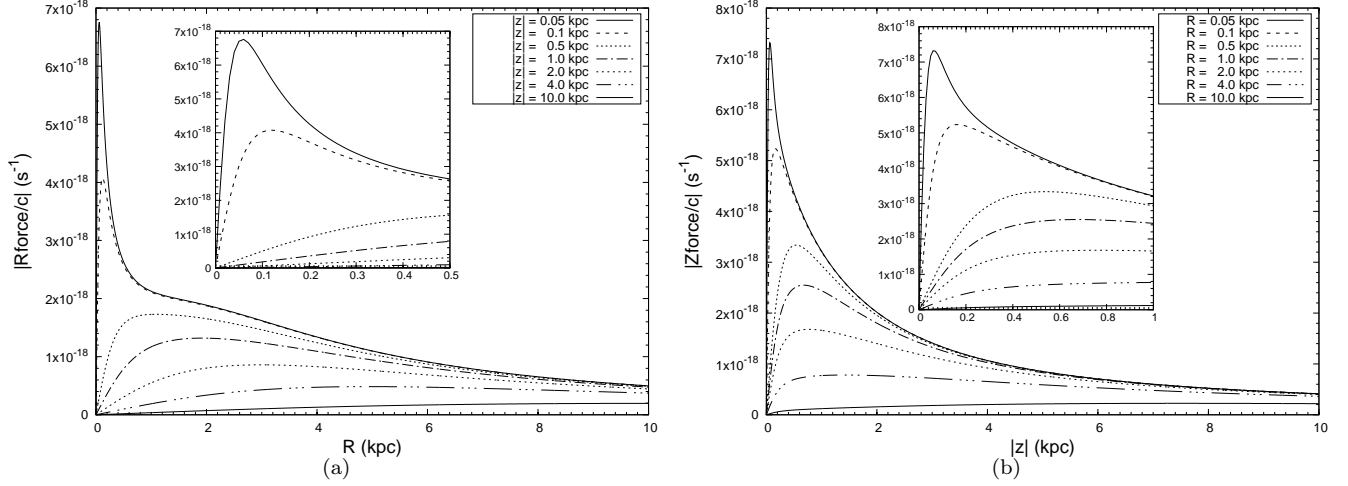 7x10-18
6x10-18
5x10-18
4x10-18
3x10-18
2x10-18
1x10-18
0
|Rforce/c| (s-1)
0 2 4 6 8 10
R (kpc)
|z| = 0.05 kpc
|z| = 0.1 kpc
|z| = 0.5 kpc
|z| = 1.0 kpc
|z| = 2.0 kpc
|z| = 4.0 kpc
|z| = 10.0 kpc
7x10-18
6x10-18
5x10-18
4x10-18
3x10-18
2x10-18
1x10-18
0
0 0.1 0.2 0.3 0.4 0.5
(a)
8x10-18
7x10-18
6x10-18
5x10-18
4x10-18
3x10-18
2x10-18
1x10-18
0
|Zforce/c| (s-1)
0 2 4 6 8 10
|z| (kpc)
R = 0.05 kpc
R = 0.1 kpc
R = 0.5 kpc
R = 1.0 kpc
R = 2.0 kpc
R = 4.0 kpc
R = 10.0 kpc
8x10-18
7x10-18
6x10-18
5x10-18
4x10-18
3x10-18
2x10-18
1x10-18
0
0 0.2 0.4 0.6 0.8 1
(b)